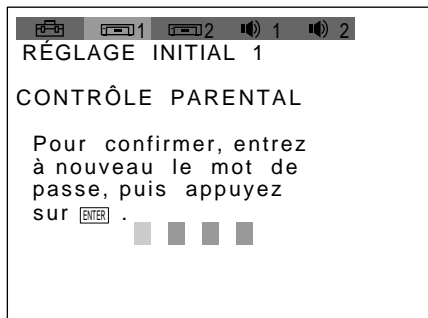 1 2 1 2
RÉGLAGE INITIAL 1
CONTRÔLE PARENTAL
Pour confirmer, entrez
à nouveau le mot de
passe, puis appuyez
sur ENTER .